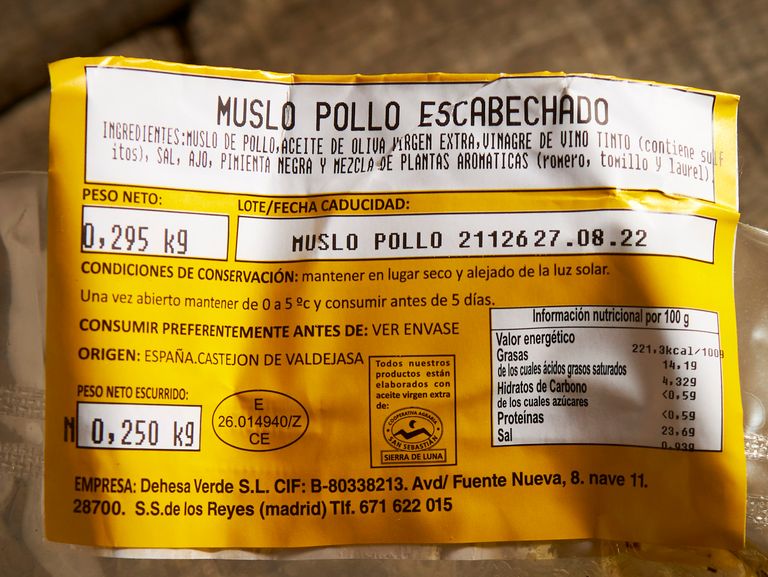 MUSLO POLLO ESCABECHADO
INGREDIENTES:MUSLO DE POLLO,ACEITE DE OLIVA VIRGEN EXTRA,VINAGRE DE VINO TINTO (contiene sulf
itos), SAL, AJO, PIMIENTA NEGRA Y MEZCLA DE PLANTAS AROMATICAS (romero, tomillo y laurel)
PESO NETO:
0,295 kg
LOTE/FECHA CADUCIDAD:
MUSLO POLLO 21126 27.08.22
CONDICIONES DE CONSERVACIÓN: mantener en lugar seco y alejado de la luz solar.
Una vez abierto mantener de 0 a 5 ºc y consumir antes de 5 días.
CONSUMIR PREFERENTEMENTE ANTES DE: VER ENVASE
ORIGEN: ESPAÑA.CASTEJON DE VALDEJASA
PESO NETO ESCURRIDO:
N 0,250 kg
E
26.014940/Z
CE
Todos nuestros
productos están
elaborados con
aceite virgen extra
de:
COOPERATIVA AGRARIA
SAN SEBASTIÁN
SIERRA DE LUNA
Información nutricional por 100 g
Valor energético 221,3kcal/100g
Grasas 14,1g
de los cuales ácidos grasos saturados 4,32g
Hidratos de Carbono <0,5g
de los cuales azúcares <0,5g
Proteínas 23,6g
Sal 0,93g
EMPRESA: Dehesa Verde S.L. CIF: B-80338213. Avd/ Fuente Nueva, 8. nave 11.
28700. S.S.de los Reyes (madrid) Tlf. 671 622 015